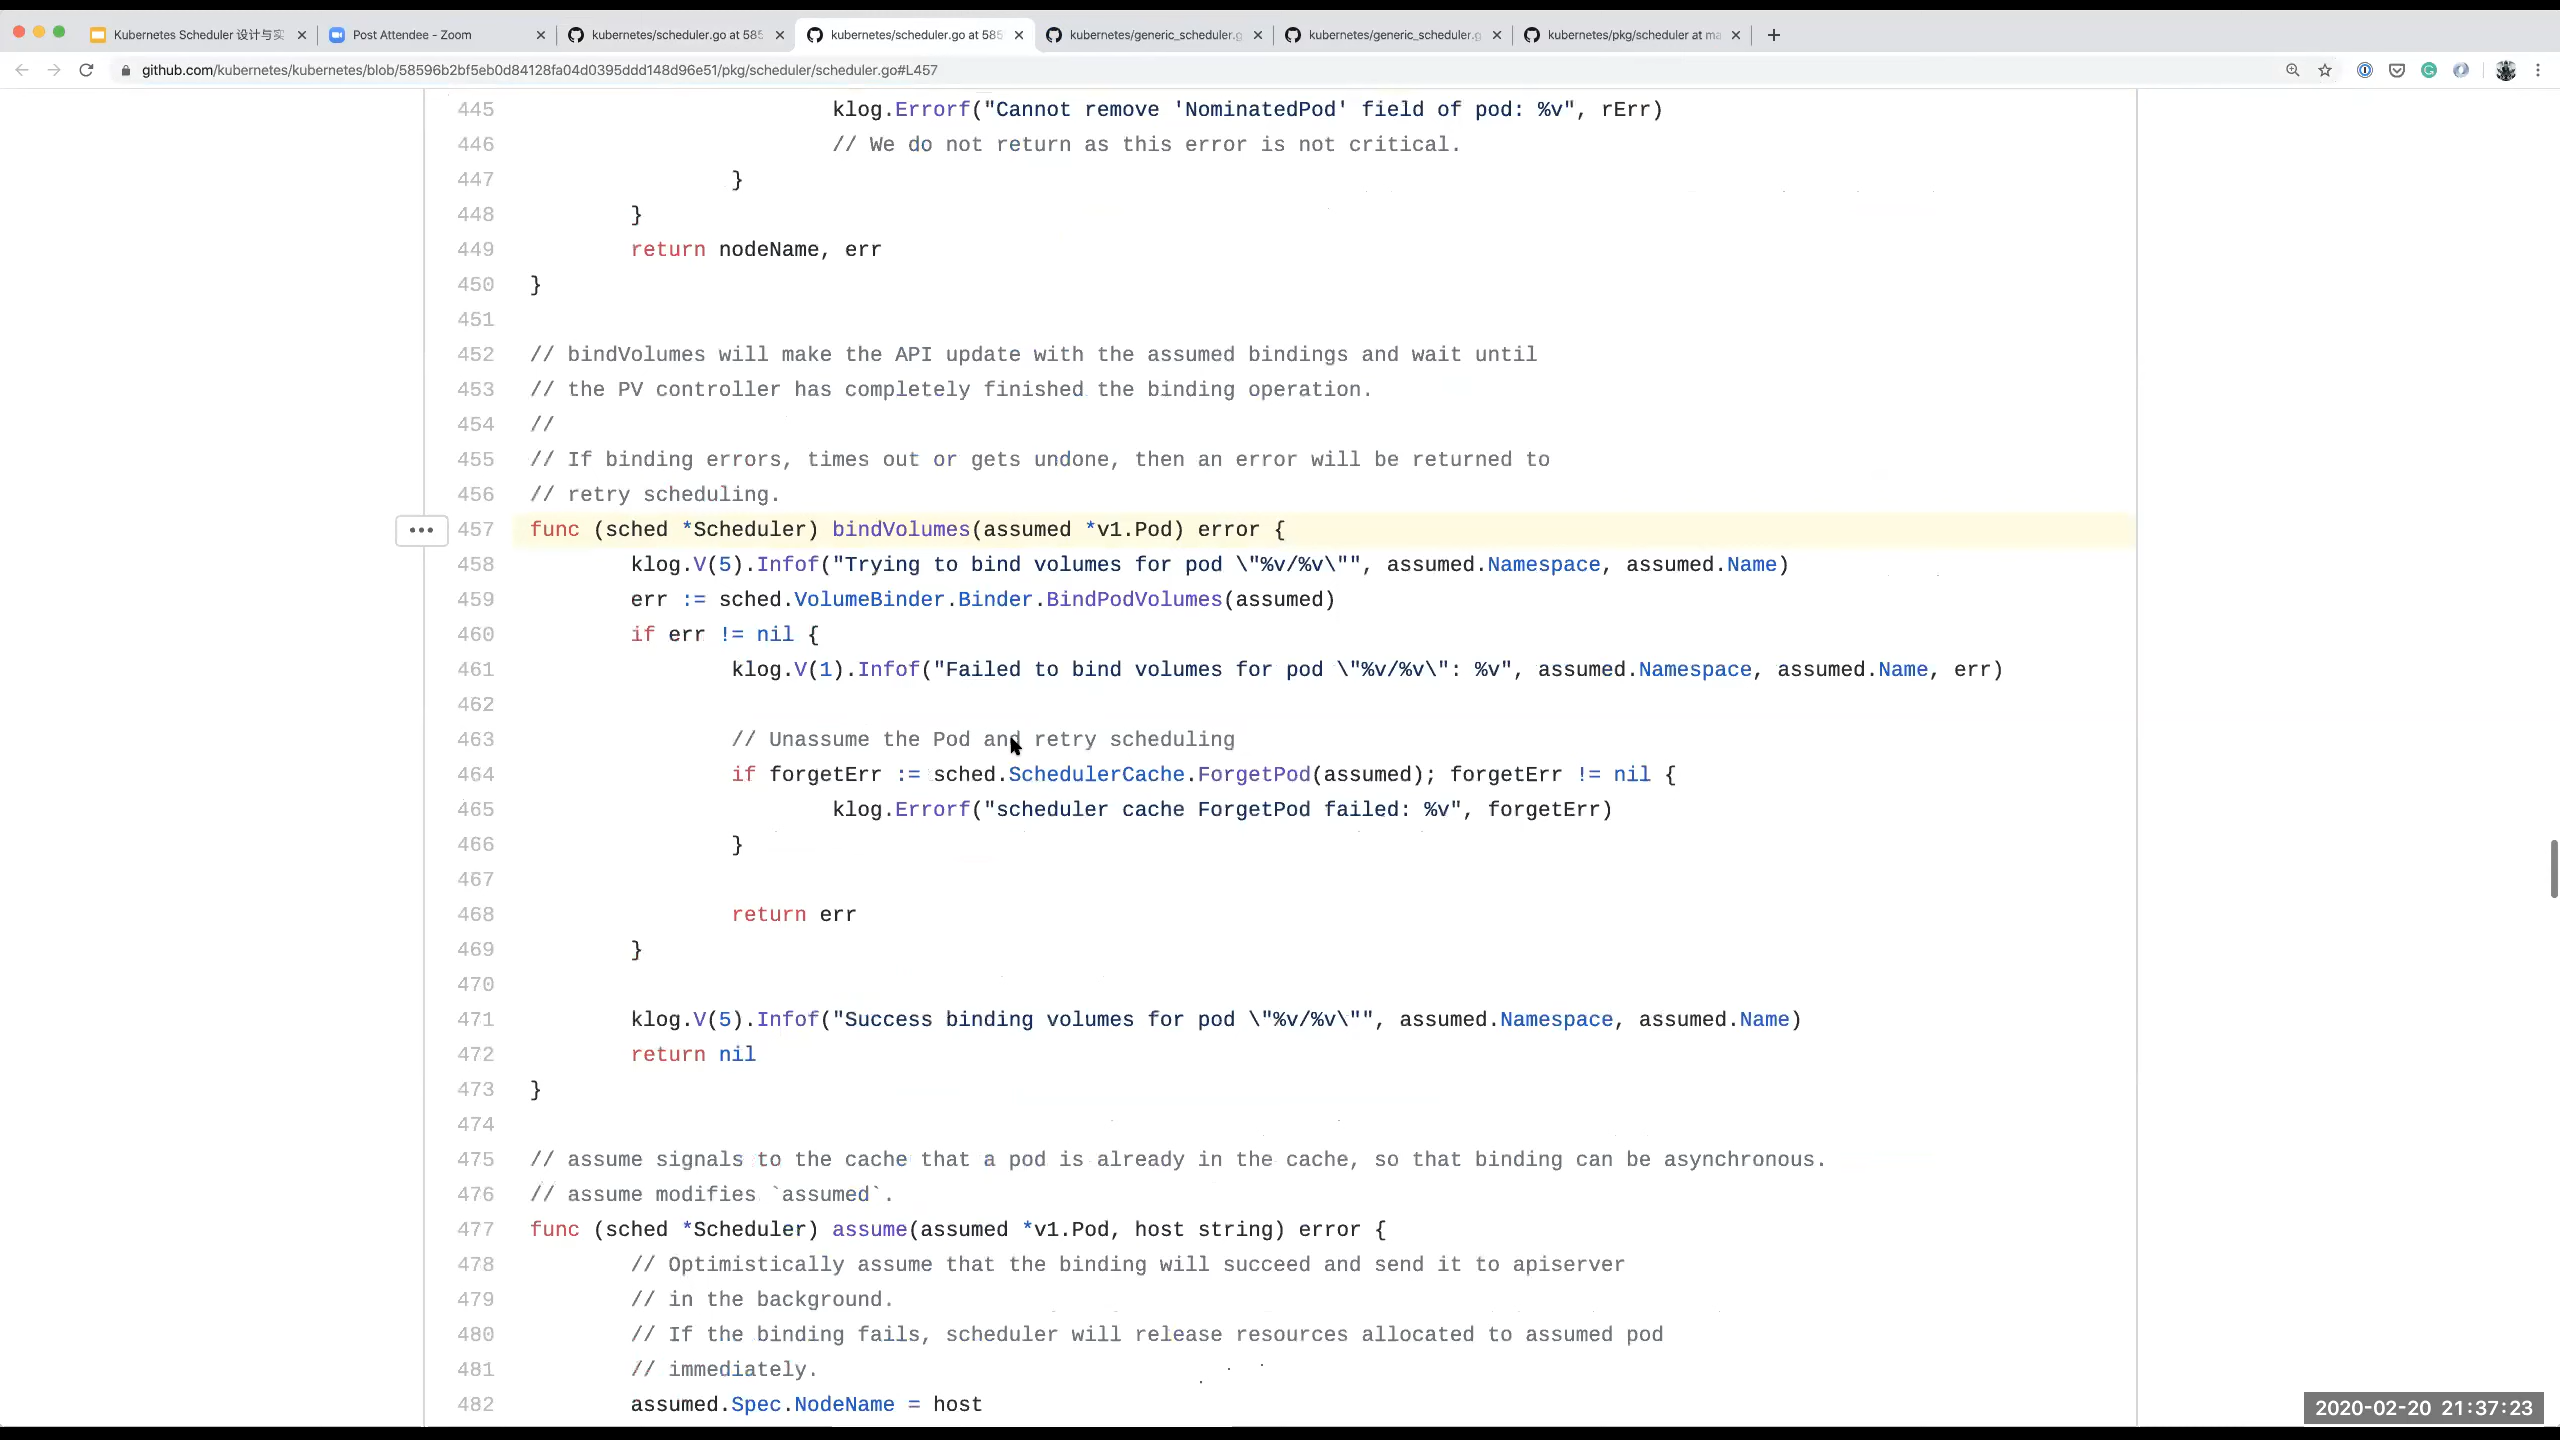 Kubernetes Scheduler 设计与实
Post Attendee - Zoom
kubernetes/scheduler.go at 585
kubernetes/scheduler.go at 585
kubernetes/generic_scheduler.g
kubernetes/generic_scheduler.g
kubernetes/pkg/scheduler at ma
github.com/kubernetes/kubernetes/blob/58596b2bf5eb0d84128fa04d0395ddd148d96e51/pkg/scheduler/scheduler.go#L457
445 klog.Errorf("Cannot remove 'NominatedPod' field of pod: %v", rErr)
446 // We do not return as this error is not critical.
447 }
448 }
449 return nodeName, err
450 }
451
452 // bindVolumes will make the API update with the assumed bindings and wait until
453 // the PV controller has completely finished the binding operation.
454 //
455 // If binding errors, times out or gets undone, then an error will be returned to
456 // retry scheduling.
457 func (sched *Scheduler) bindVolumes(assumed *v1.Pod) error {
458 klog.V(5).Infof("Trying to bind volumes for pod \"%v/%v\"", assumed.Namespace, assumed.Name)
459 err := sched.VolumeBinder.Binder.BindPodVolumes(assumed)
460 if err != nil {
461 klog.V(1).Infof("Failed to bind volumes for pod \"%v/%v\": %v", assumed.Namespace, assumed.Name, err)
462
463 // Unassume the Pod and retry scheduling
464 if forgetErr := sched.SchedulerCache.ForgetPod(assumed); forgetErr != nil {
465 klog.Errorf("scheduler cache ForgetPod failed: %v", forgetErr)
466 }
467
468 return err
469 }
470
471 klog.V(5).Infof("Success binding volumes for pod \"%v/%v\"", assumed.Namespace, assumed.Name)
472 return nil
473 }
474
475 // assume signals to the cache that a pod is already in the cache, so that binding can be asynchronous.
476 // assume modifies `assumed`.
477 func (sched *Scheduler) assume(assumed *v1.Pod, host string) error {
478 // Optimistically assume that the binding will succeed and send it to apiserver
479 // in the background.
480 // If the binding fails, scheduler will release resources allocated to assumed pod
481 // immediately.
482 assumed.Spec.NodeName = host
2020-02-20 21:37:23